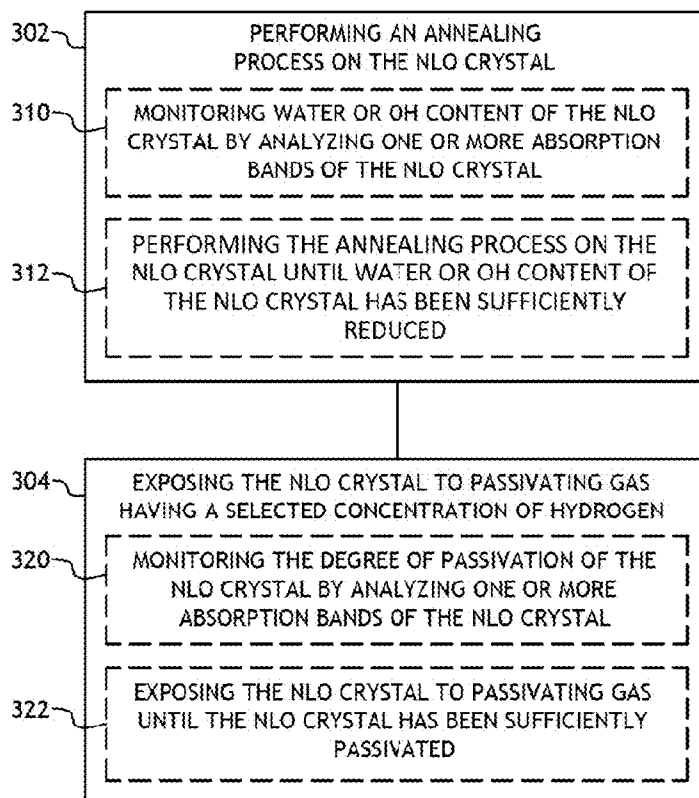 302
PERFORMING AN ANNEALING
PROCESS ON THE NLO CRYSTAL
310
MONITORING WATER OR OH CONTENT OF THE NLO
CRYSTAL BY ANALYZING ONE OR MORE ABSORPTION
BANDS OF THE NLO CRYSTAL
312
PERFORMING THE ANNEALING PROCESS ON THE
NLO CRYSTAL UNTIL WATER OR OH CONTENT OF
THE NLO CRYSTAL HAS BEEN SUFFICIENTLY
REDUCED
304
EXPOSING THE NLO CRYSTAL TO PASSIVATING GAS
HAVING A SELECTED CONCENTRATION OF HYDROGEN
320
MONITORING THE DEGREE OF PASSIVATION OF THE
NLO CRYSTAL BY ANALYZING ONE OR MORE
ABSORPTION BANDS OF THE NLO CRYSTAL
322
EXPOSING THE NLO CRYSTAL TO PASSIVATING GAS
UNTIL THE NLO CRYSTAL HAS BEEN SUFFICIENTLY
PASSIVATED